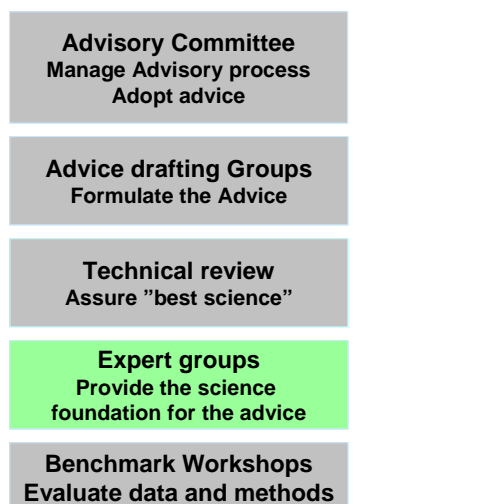 Advisory Committee
Manage Advisory process
Adopt advice
Advice drafting Groups
Formulate the Advice
Technical review
Assure ”best science”
Expert groups
Provide the science
foundation for the advice
Benchmark Workshops
Evaluate data and methods